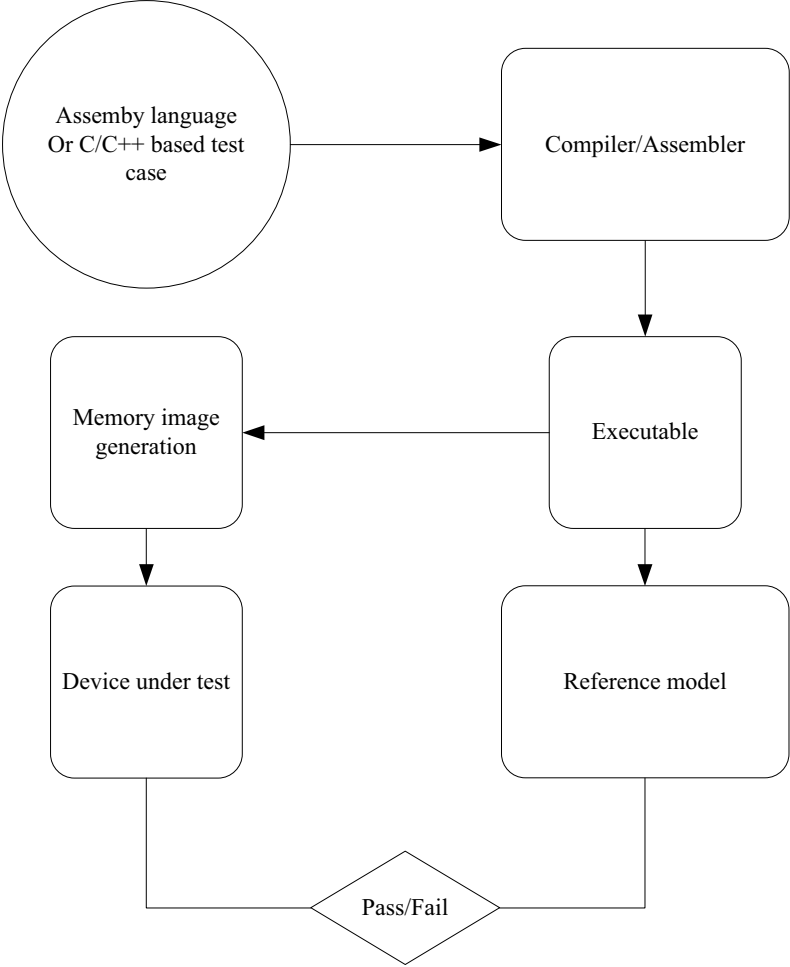 Assemby language
Or C/C++ based test
case
Compiler/Assembler
Memory image
generation
Executable
Device under test
Reference model
Pass/Fail